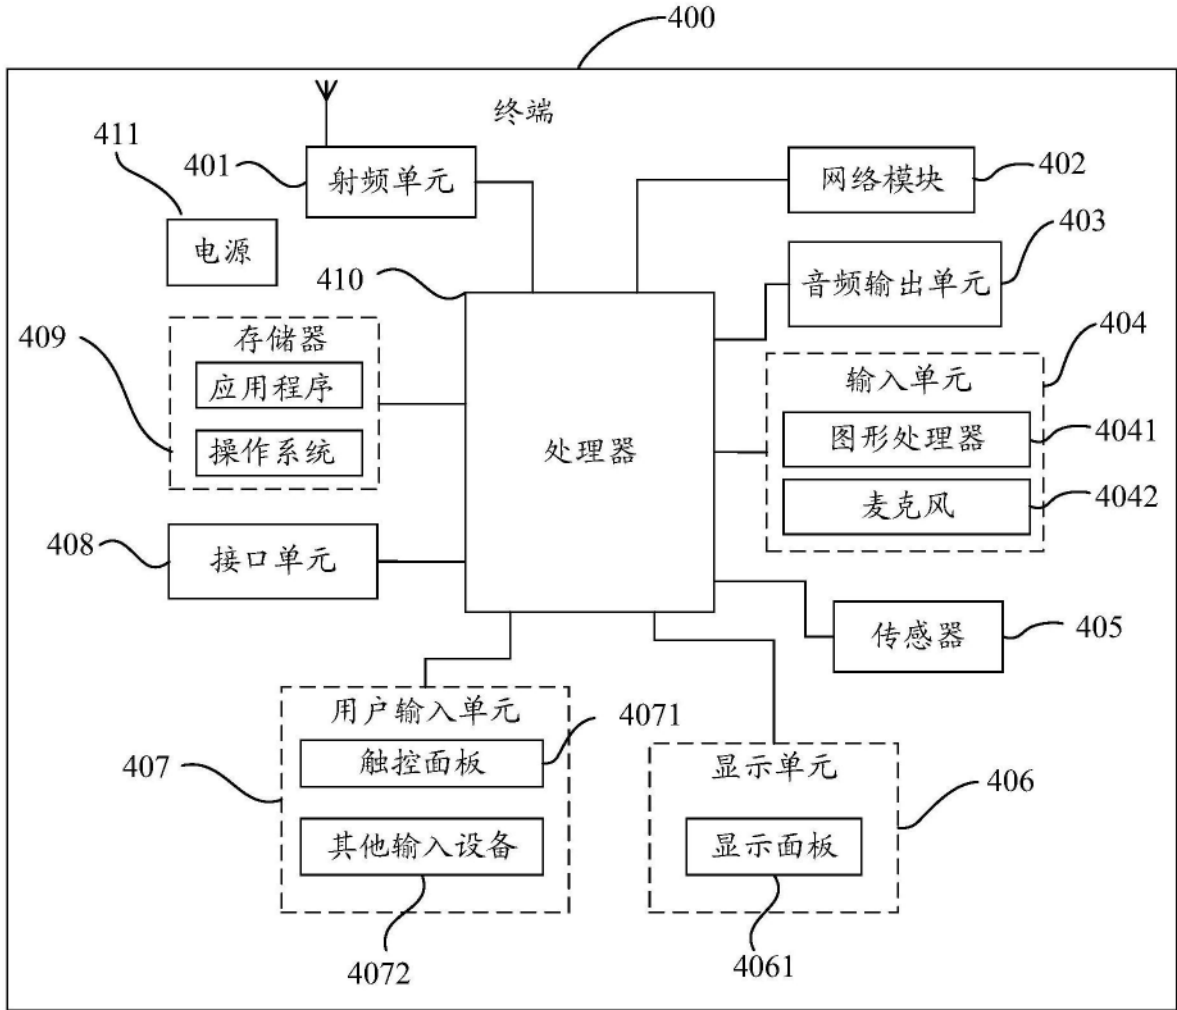 400
终端
411
401
射频单元
网络模块
402
电源
403
410
音频输出单元
409
存储器
应用程序
操作系统
404
输入单元
图形处理器
4041
麦克风
4042
处理器
408
接口单元
传感器
405
用户输入单元
4071
407
触控面板
其他输入设备
4072
显示单元
406
显示面板
4061